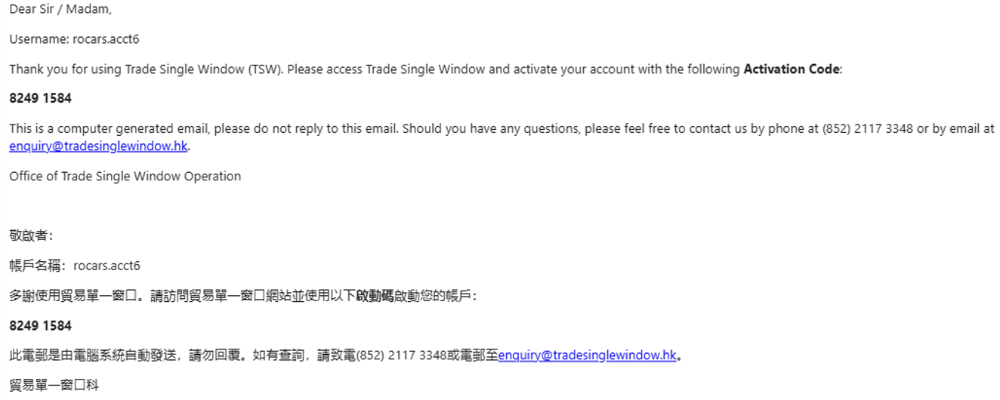 Dear Sir / Madam,
Username: rocars.acct6
Thank you for using Trade Single Window (TSW). Please access Trade Single Window and activate your account with the following Activation Code:
8249 1584
This is a computer generated email, please do not reply to this email. Should you have any questions, please feel free to contact us by phone at (852) 2117 3348 or by email at
enquiry@tradesinglewindow.hk.
Office of Trade Single Window Operation
敬啟者：
帳戶名稱：rocars.acct6
多謝使用貿易單一窗口。請訪問貿易單一窗口網站並使用以下啟動碼啟動您的帳戶：
8249 1584
此電郵是由電腦系統自動發送，請勿回覆。如有查詢，請致電(852) 2117 3348或電郵至enquiry@tradesinglewindow.hk。
貿易單一窗口科